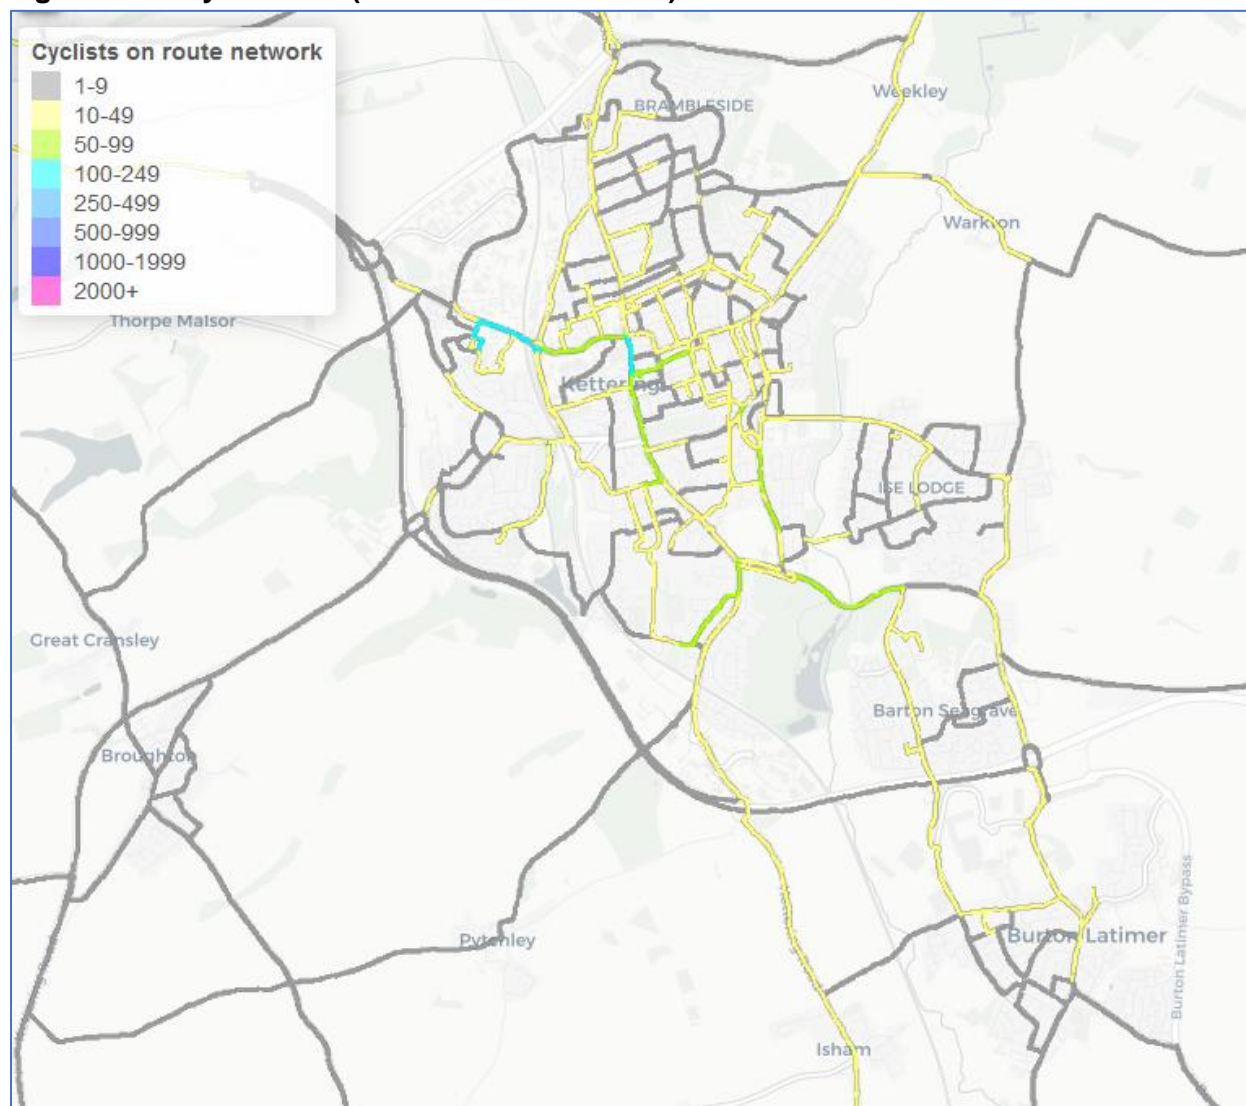 Cyclists on route network
1-9
10-49
50-99
100-249
250-499
500-999
1000-1999
2000+
BRAMBLESIDE
Weekley
Warkton
Thorpe Malsor
Kettering
ISE LODGE
Great Cransley
Barton Seagrave
Broughton
Pytchley
Burton Latimer
Burton Latimer Bypass
Isham